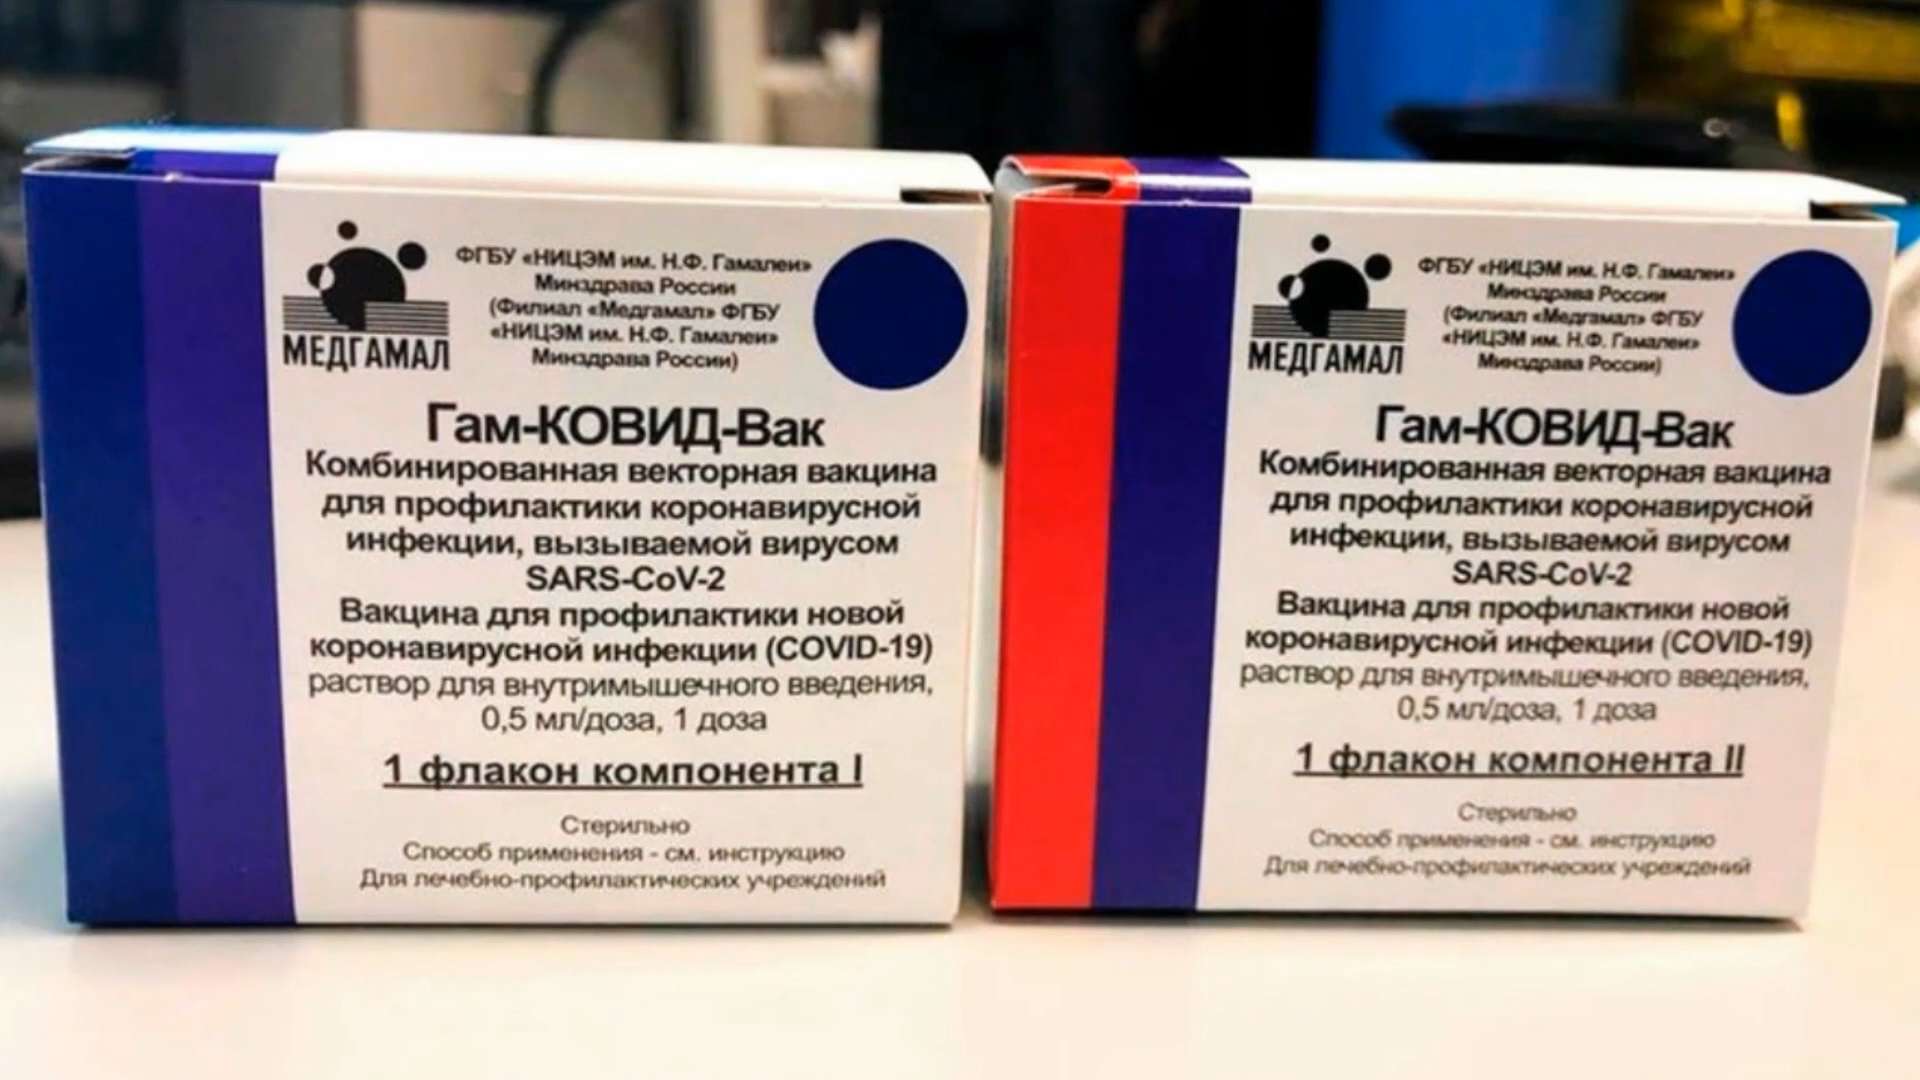 МЕДГАМАЛ
ФГБУ «НИЦЭМ им. Н.Ф. Гамалеи»
Минздрава России
(Филиал «Медгамал» ФГБУ
«НИЦЭМ им. Н.Ф. Гамалеи»
Минздрава России)
Гам-КОВИД-Вак
Комбинированная векторная вакцина
для профилактики коронавирусной
инфекции, вызываемой вирусом
SARS-CoV-2
Вакцина для профилактики новой
коронавирусной инфекции (COVID-19)
раствор для внутримышечного введения,
0,5 мл/доза, 1 доза
1 флакон компонента I
Стерильно
Способ применения - см. инструкцию
Для лечебно-профилактических учреждений
МЕДГАМАЛ
ФГБУ «НИЦЭМ им. Н.Ф. Гамалеи»
Минздрава России
(Филиал «Медгамал» ФГБУ
«НИЦЭМ им. Н.Ф. Гамалеи»
Минздрава России)
Гам-КОВИД-Вак
Комбинированная векторная вакцина
для профилактики коронавирусной
инфекции, вызываемой вирусом
SARS-CoV-2
Вакцина для профилактики новой
коронавирусной инфекции (COVID-19)
раствор для внутримышечного введения,
0,5 мл/доза, 1 доза
1 флакон компонента II
Стерильно
Способ применения - см. инструкцию
Для лечебно-профилактических учреждений